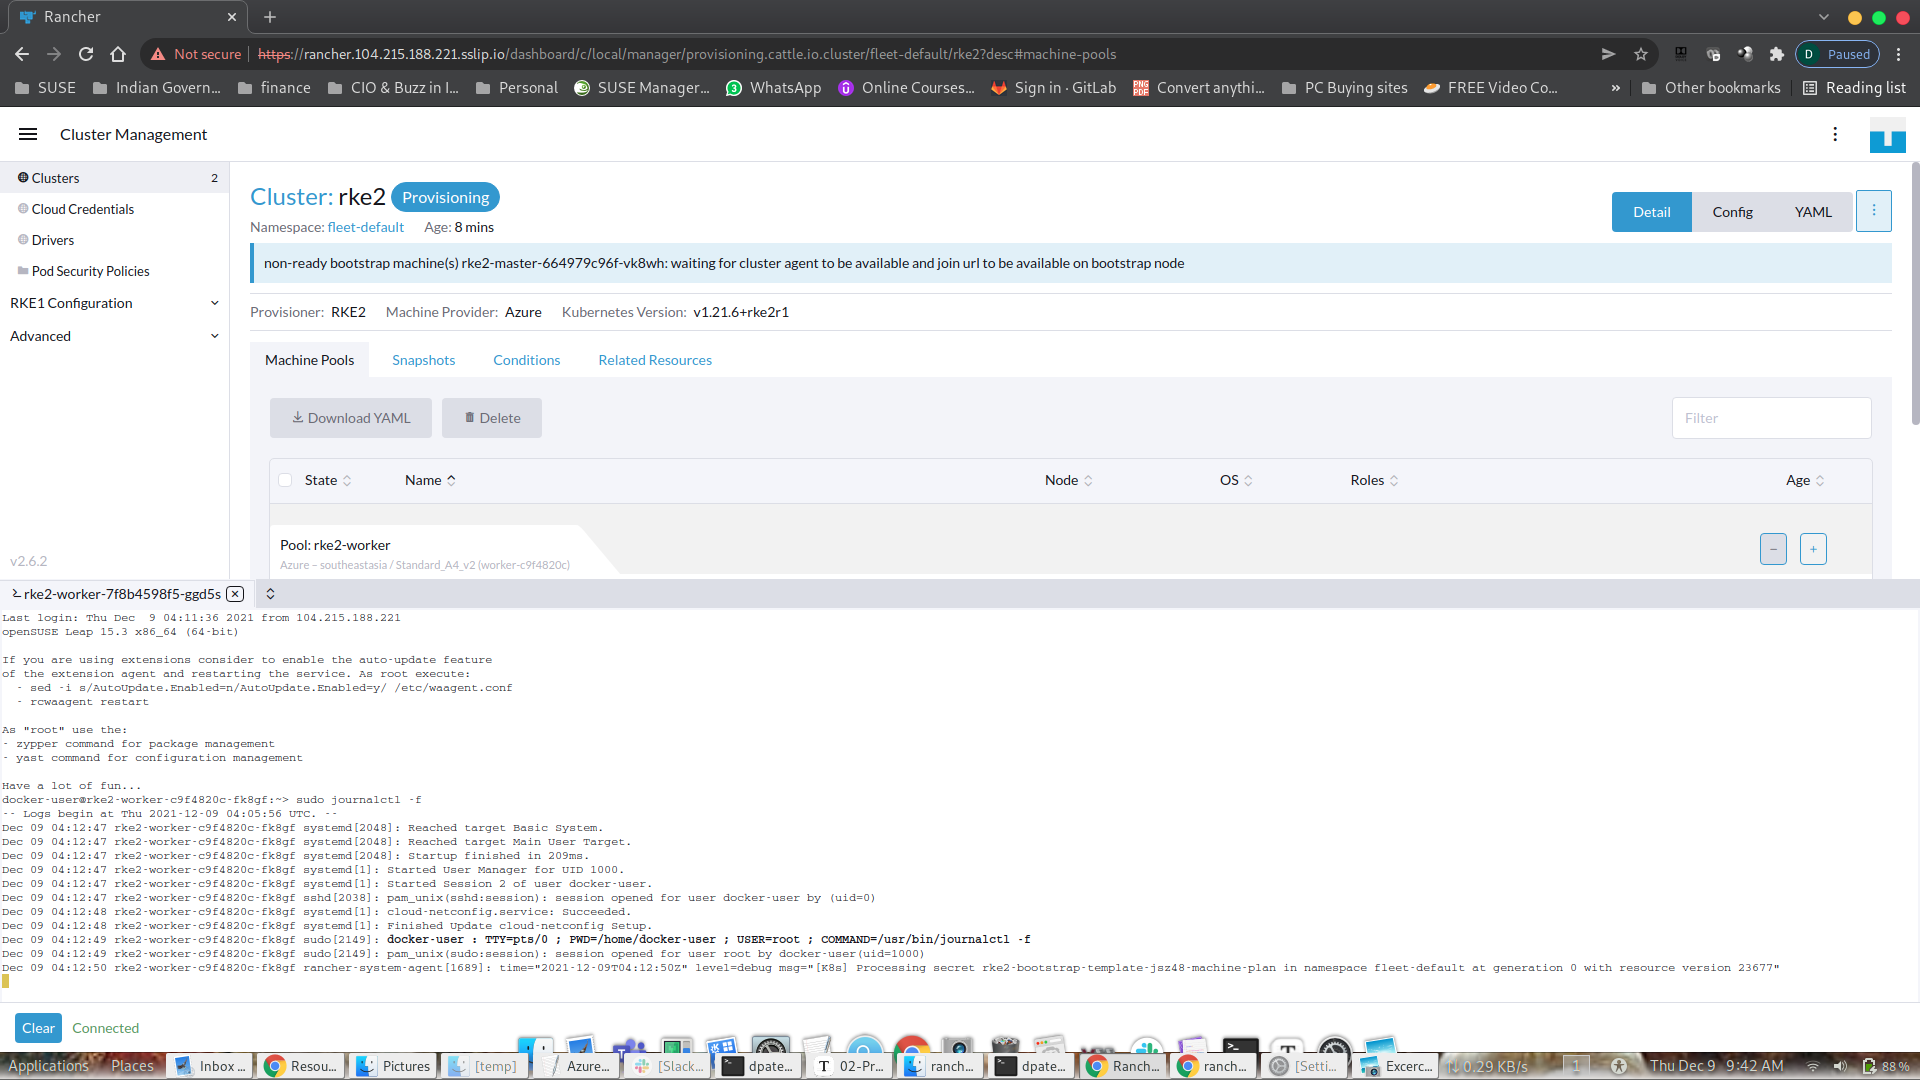 Rancher
Not secure
https://rancher.104.215.188.221.sslip.io/dashboard/c/local/manager/provisioning.cattle.io.cluster/fleet-default/rke2?desc#machine-pools
D Paused
SUSE
Indian Govern...
finance
CIO & Buzz in I...
Personal
SUSE Manager...
WhatsApp
Online Courses...
Sign in · GitLab
Convert anythi...
PC Buying sites
FREE Video Co...
»
Other bookmarks
Reading list
Cluster Management
Clusters 2
Cloud Credentials
Drivers
Pod Security Policies
RKE1 Configuration
Advanced
v2.6.2
Cluster: rke2 Provisioning
Namespace: fleet-default Age: 8 mins
Detail Config YAML
non-ready bootstrap machine(s) rke2-master-664979c96f-vk8wh: waiting for cluster agent to be available and join url to be available on bootstrap node
Provisioner: RKE2 Machine Provider: Azure Kubernetes Version: v1.21.6+rke2r1
Machine Pools Snapshots Conditions Related Resources
Download YAML Delete Filter
State Name Node OS Roles Age
Pool: rke2-worker
Azure – southeastasia / Standard_A4_v2 (worker-c9f4820c)
− +
rke2-worker-7f8b4598f5-ggd5s
Last login: Thu Dec  9 04:11:36 2021 from 104.215.188.221
openSUSE Leap 15.3 x86_64 (64-bit)
If you are using extensions consider to enable the auto-update feature
of the extension agent and restarting the service. As root execute:
- sed -i s/AutoUpdate.Enabled=n/AutoUpdate.Enabled=y/ /etc/waagent.conf
- rcwaagent restart
As "root" use the:
- zypper command for package management
- yast command for configuration management
Have a lot of fun...
docker-user@rke2-worker-c9f4820c-fk8gf:~> sudo journalctl -f
-- Logs begin at Thu 2021-12-09 04:05:56 UTC. --
Dec 09 04:12:47 rke2-worker-c9f4820c-fk8gf systemd[2048]: Reached target Basic System.
Dec 09 04:12:47 rke2-worker-c9f4820c-fk8gf systemd[2048]: Reached target Main User Target.
Dec 09 04:12:47 rke2-worker-c9f4820c-fk8gf systemd[2048]: Startup finished in 209ms.
Dec 09 04:12:47 rke2-worker-c9f4820c-fk8gf systemd[1]: Started User Manager for UID 1000.
Dec 09 04:12:47 rke2-worker-c9f4820c-fk8gf systemd[1]: Started Session 2 of user docker-user.
Dec 09 04:12:47 rke2-worker-c9f4820c-fk8gf sshd[2038]: pam_unix(sshd:session): session opened for user docker-user by (uid=0)
Dec 09 04:12:48 rke2-worker-c9f4820c-fk8gf systemd[1]: cloud-netconfig.service: Succeeded.
Dec 09 04:12:48 rke2-worker-c9f4820c-fk8gf systemd[1]: Finished Update cloud-netconfig Setup.
Dec 09 04:12:49 rke2-worker-c9f4820c-fk8gf sudo[2149]: docker-user : TTY=pts/0 ; PWD=/home/docker-user ; USER=root ; COMMAND=/usr/bin/journalctl -f
Dec 09 04:12:49 rke2-worker-c9f4820c-fk8gf sudo[2149]: pam_unix(sudo:session): session opened for user root by docker-user(uid=1000)
Dec 09 04:12:50 rke2-worker-c9f4820c-fk8gf rancher-system-agent[1689]: time="2021-12-09T04:12:50Z" level=debug msg="[K8s] Processing secret rke2-bootstrap-template-jsz48-machine-plan in namespace fleet-default at generation 0 with resource version 23677"
Clear Connected
Applications Places Inbox ... Resou... Pictures [temp] Azure... [Slack... dpate... 02-Pr... ranch... dpate... Ranch... ranch... [Setti... Excerc... 0.29 KB/s 1 Thu Dec 9 9:42 AM 88 %